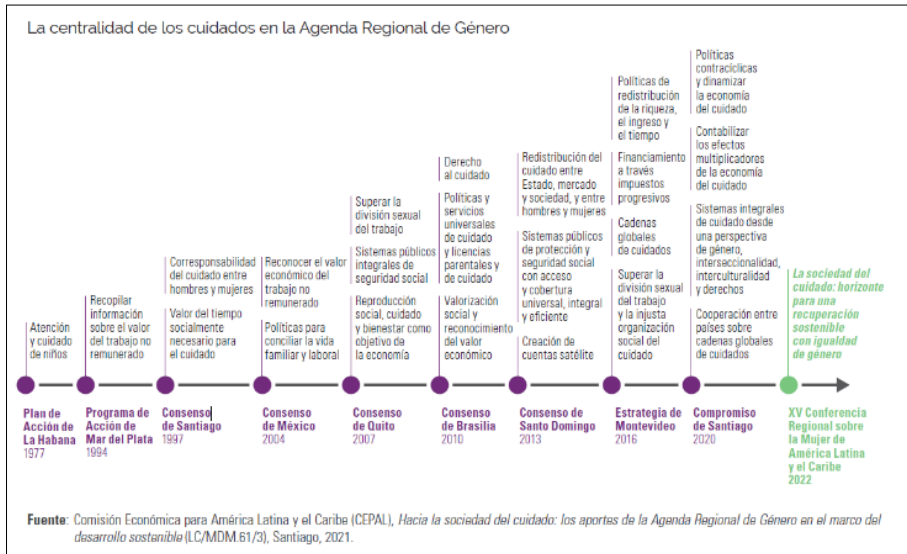 La centralidad de los cuidados en la Agenda Regional de Género
Atención
y cuidado
de niños
Plan de
Acción de
La Habana
1977
Recopilar
información
sobre el valor
del trabajo no
remunerado
Programa de
Acción de
Mar del Plata
1994
Corresponsabilidad
del cuidado entre
hombres y mujeres
Valor del tiempo
socialmente
necesario para
el cuidado
Consenso
de Santiago
1997
Reconocer el valor
económico del
trabajo no
remunerado
Políticas para
conciliar la vida
familiar y laboral
Consenso
de México
2004
Superar la
división sexual
del trabajo
Sistemas públicos
integrales de
seguridad social
Reproducción
social, cuidado
y bienestar como
objetivo de
la economía
Consenso
de Quito
2007
Derecho
al cuidado
Políticas y
servicios
universales
de cuidado
y licencias
parentales y
de cuidado
Valorización
social y
reconocimiento
del valor
económico
Consenso
de Brasilia
2010
Redistribución del
cuidado entre
Estado, mercado
y sociedad, y entre
hombres y mujeres
Sistemas públicos
de protección y
seguridad social
con acceso
y cobertura
universal, integral
y eficiente
Creación de
cuentas satélite
Consenso de
Santo Domingo
2013
Políticas de
redistribución
de la riqueza,
el ingreso y
el tiempo
Financiamiento
a través
impuestos
progresivos
Cadenas
globales
de cuidados
Superar la
división sexual
del trabajo
y la injusta
organización
social del
cuidado
Estrategia de
Montevideo
2016
Políticas
contracíclicas
y dinamizar
la economía
del cuidado
Contabilizar
los efectos
multiplicadores
de la economía
del cuidado
Sistemas integrales
de cuidado desde
una perspectiva
de género,
interseccionalidad,
interculturalidad
y derechos
Cooperación entre
países sobre
cadenas globales
de cuidados
Compromiso
de Santiago
2020
La sociedad del
cuidado: horizonte
para una
recuperación
sostenible
con igualdad
de género
XV Conferencia
Regional sobre
la Mujer de
América Latina
y el Caribe
2022
Fuente: Comisión Económica para América Latina y el Caribe (CEPAL), Hacia la sociedad del cuidado: los aportes de la Agenda Regional de Género en el marco del
desarrollo sostenible (LC/MDM.61/3), Santiago, 2021.